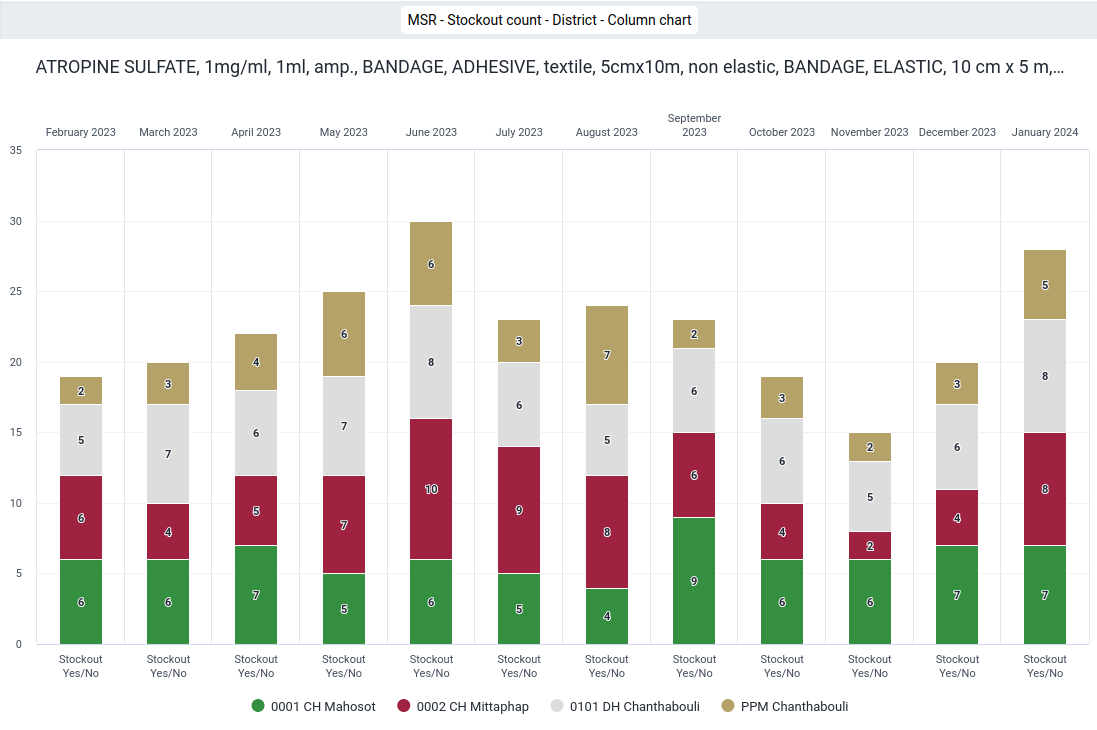 MSR - Stockout count - District - Column chart
ATROPINE SULFATE, 1mg/ml, 1ml, amp., BANDAGE, ADHESIVE, textile, 5cmx10m, non elastic, BANDAGE, ELASTIC, 10 cm x 5 m,...
February 2023 March 2023 April 2023 May 2023 June 2023 July 2023 August 2023 September 2023 October 2023 November 2023 December 2023 January 2024
35
30
25
20
15
10
5
0
2 3 4 6 6 3 7 2 3 2 3 5
5 7 6 7 8 6 5 6 6 5 6 8
6 4 5 7 10 9 8 6 4 2 4 8
6 6 7 5 6 5 4 9 6 6 7 7
Stockout Stockout Stockout Stockout Stockout Stockout Stockout Stockout Stockout Stockout Stockout Stockout
Yes/No Yes/No Yes/No Yes/No Yes/No Yes/No Yes/No Yes/No Yes/No Yes/No Yes/No Yes/No
0001 CH Mahosot 0002 CH Mittaphap 0101 DH Chanthabouli PPM Chanthabouli